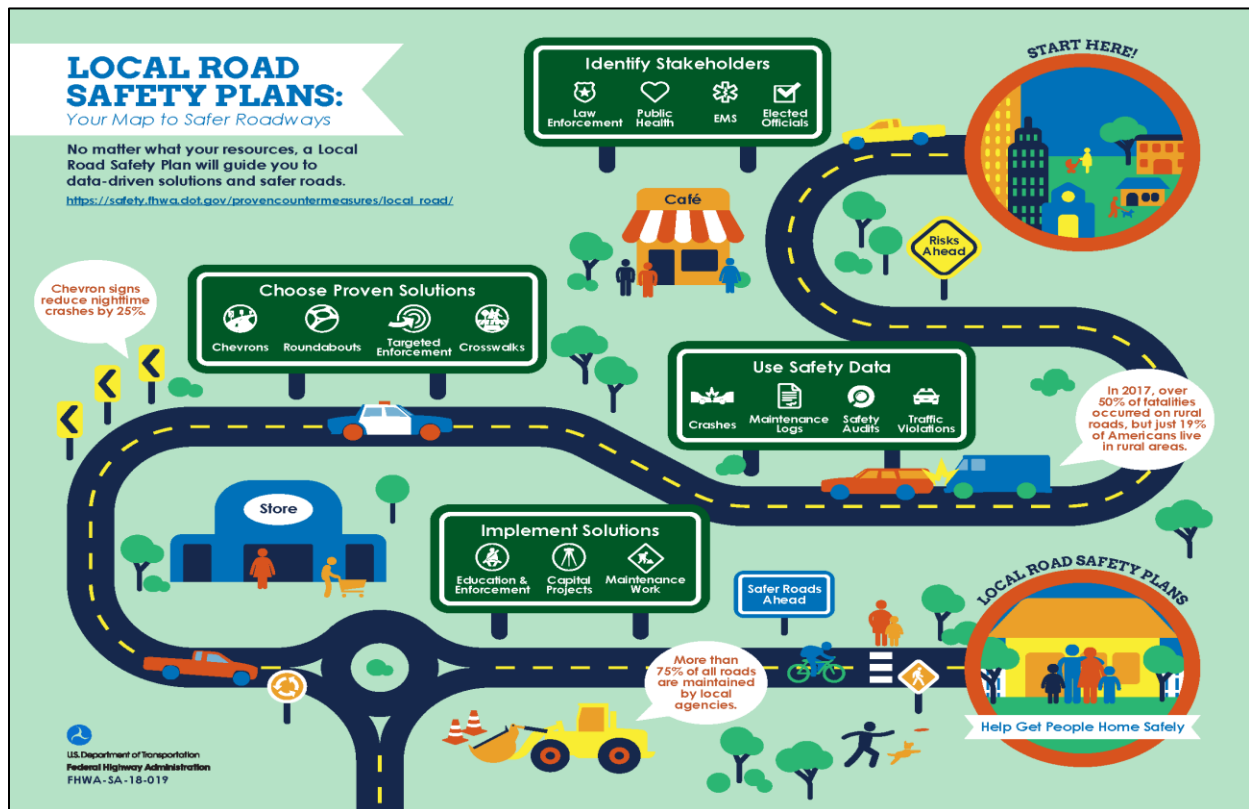 LOCAL ROAD
SAFETY PLANS:
Your Map to Safer Roadways
No matter what your resources, a Local
Road Safety Plan will guide you to
data-driven solutions and safer roads.
https://safety.fhwa.dot.gov/provencountermeasures/local_road/
START HERE!
Identify Stakeholders
Law
Enforcement
Public
Health
EMS
Elected
Officials
Café
Risks
Ahead
Use Safety Data
Crashes
Maintenance
Logs
Safety
Audits
Traffic
Violations
In 2017, over
50% of fatalities
occurred on rural
roads, but just 19%
of Americans live
in rural areas.
Choose Proven Solutions
Chevrons
Roundabouts
Targeted
Enforcement
Crosswalks
Chevron signs
reduce nighttime
crashes by 25%.
Store
Implement Solutions
Education &
Enforcement
Capital
Projects
Maintenance
Work
More than
75% of all roads
are maintained
by local
agencies.
Safer Roads
Ahead
LOCAL ROAD SAFETY PLANS
Help Get People Home Safely
U.S. Department of Transportation
Federal Highway Administration
FHWA-SA-18-019